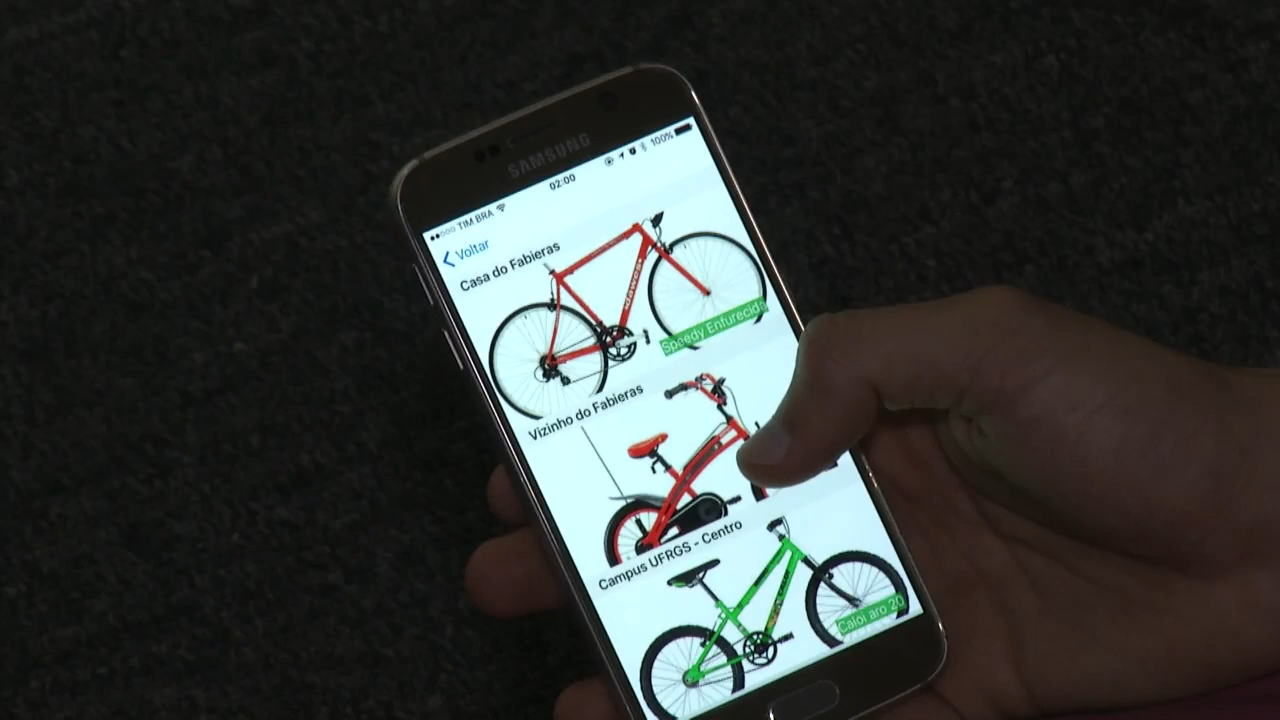 SAMSUNG
TIM BRA 02:00 100%
Voltar
Casa do Fabieras
Speedy Enfurecida
Vizinho do Fabieras
Campus UFRGS - Centro
Caloi aro 20